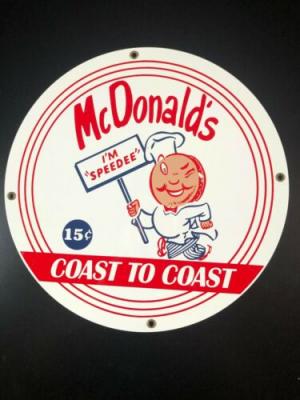 McDonald's
I'M
"SPEEDEE"
15¢
COAST TO COAST